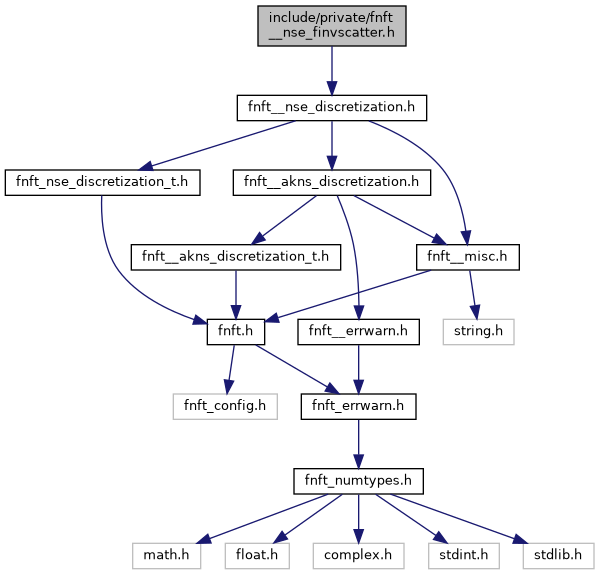 include/private/fnft
__nse_finvscatter.h
fnft__nse_discretization.h
fnft_nse_discretization_t.h
fnft__akns_discretization.h
fnft__akns_discretization_t.h
fnft__misc.h
fnft.h
fnft__errwarn.h
string.h
fnft_config.h
fnft_errwarn.h
fnft_numtypes.h
math.h
float.h
complex.h
stdint.h
stdlib.h